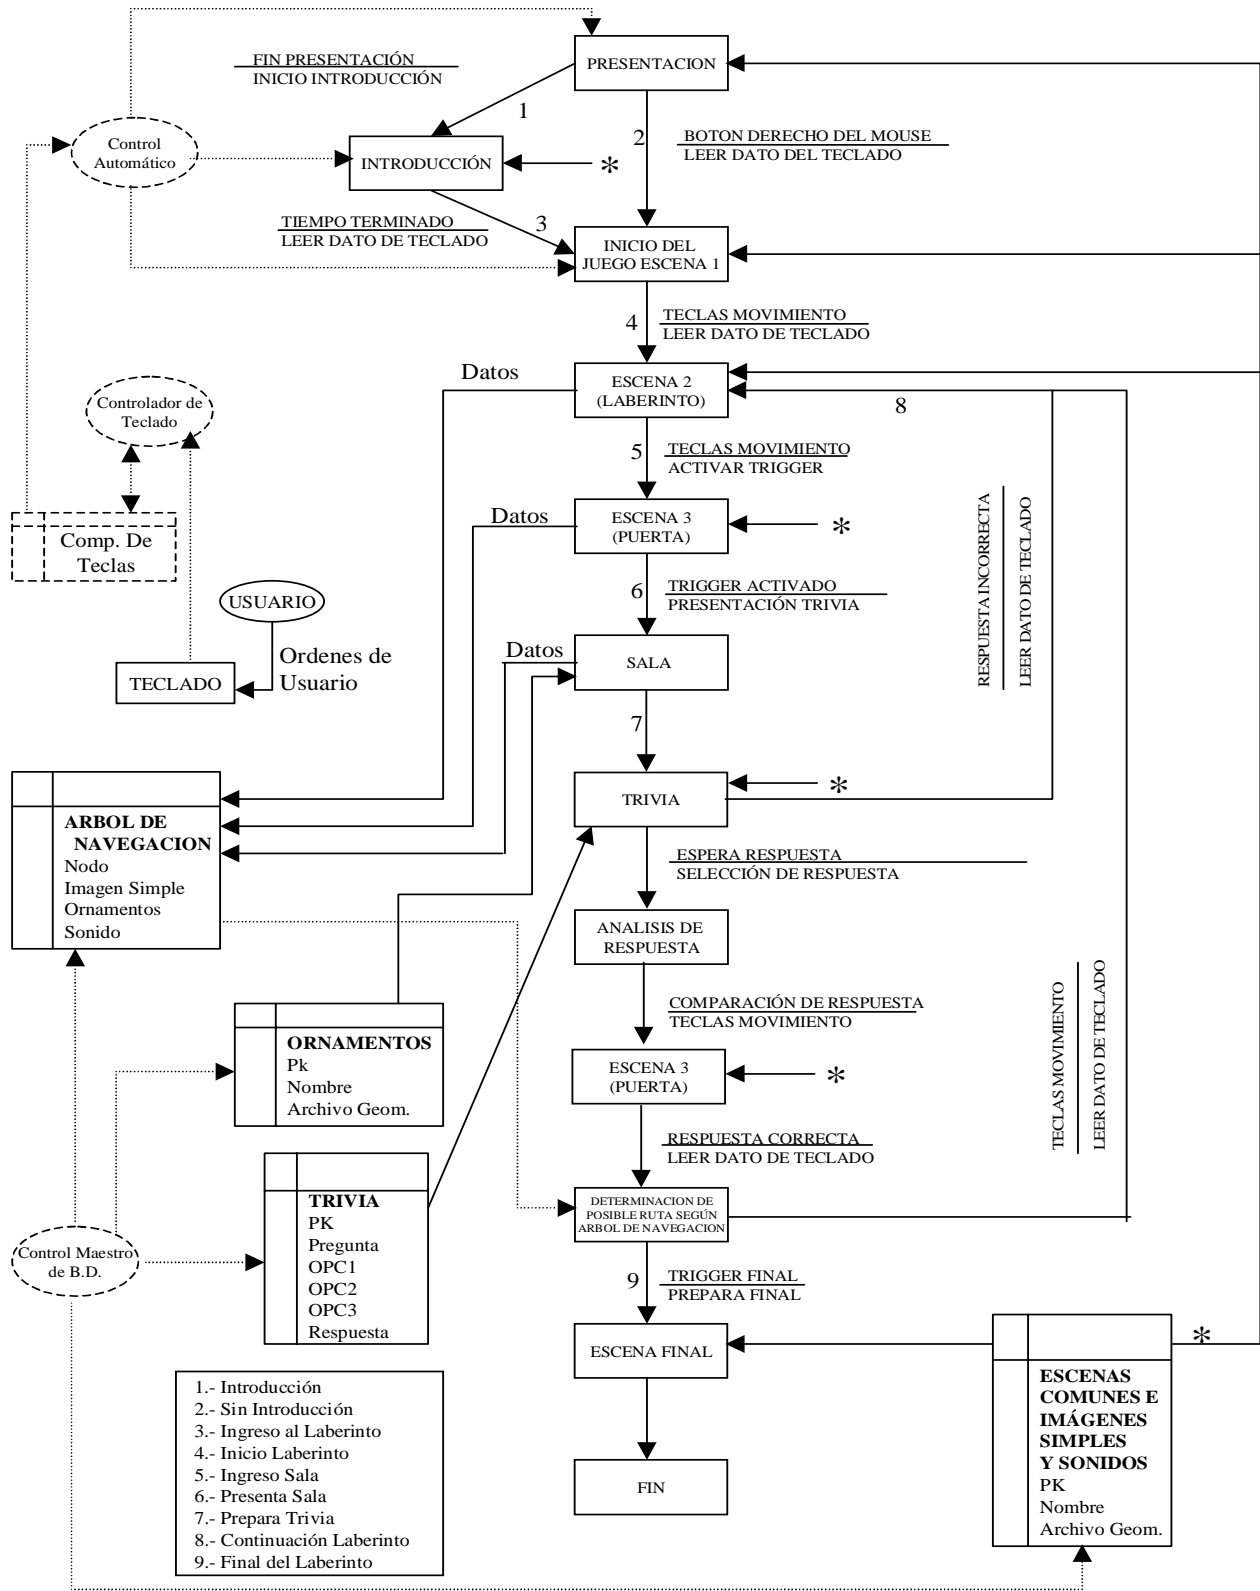 PRESENTACION
FIN PRESENTACIÓN
INICIO INTRODUCCIÓN
1
2
BOTON DERECHO DEL MOUSE
LEER DATO DEL TECLADO
Control
Automático
INTRODUCCIÓN
*
TIEMPO TERMINADO
LEER DATO DE TECLADO
3
INICIO DEL
JUEGO ESCENA 1
4
TECLAS MOVIMIENTO
LEER DATO DE TECLADO
Datos
ESCENA 2
(LABERINTO)
8
Controlador de
Teclado
5
TECLAS MOVIMIENTO
ACTIVAR TRIGGER
Comp. De
Teclas
Datos
ESCENA 3
(PUERTA)
*
RESPUESTA INCORRECTA
LEER DATO DE TECLADO
6
TRIGGER ACTIVADO
PRESENTACIÓN TRIVIA
USUARIO
Ordenes de
Usuario
TECLADO
Datos
SALA
7
TRIVIA
*
ARBOL DE
NAVEGACION
Nodo
Imagen Simple
Ornamentos
Sonido
ESPERA RESPUESTA
SELECCIÓN DE RESPUESTA
ANALISIS DE
RESPUESTA
COMPARACIÓN DE RESPUESTA
TECLAS MOVIMIENTO
TECLAS MOVIMIENTO
LEER DATO DE TECLADO
ORNAMENTOS
Pk
Nombre
Archivo Geom.
ESCENA 3
(PUERTA)
*
RESPUESTA CORRECTA
LEER DATO DE TECLADO
TRIVIA
PK
Pregunta
OPC1
OPC2
OPC3
Respuesta
DETERMINACION DE
POSIBLE RUTA SEGÚN
ARBOL DE NAVEGACION
Control Maestro
de B.D.
9
TRIGGER FINAL
PREPARA FINAL
ESCENA FINAL
*
ESCENAS
COMUNES E
IMÁGENES
SIMPLES
Y SONIDOS
PK
Nombre
Archivo Geom.
FIN
1.- Introducción
2.- Sin Introducción
3.- Ingreso al Laberinto
4.- Inicio Laberinto
5.- Ingreso Sala
6.- Presenta Sala
7.- Prepara Trivia
8.- Continuación Laberinto
9.- Final del Laberinto